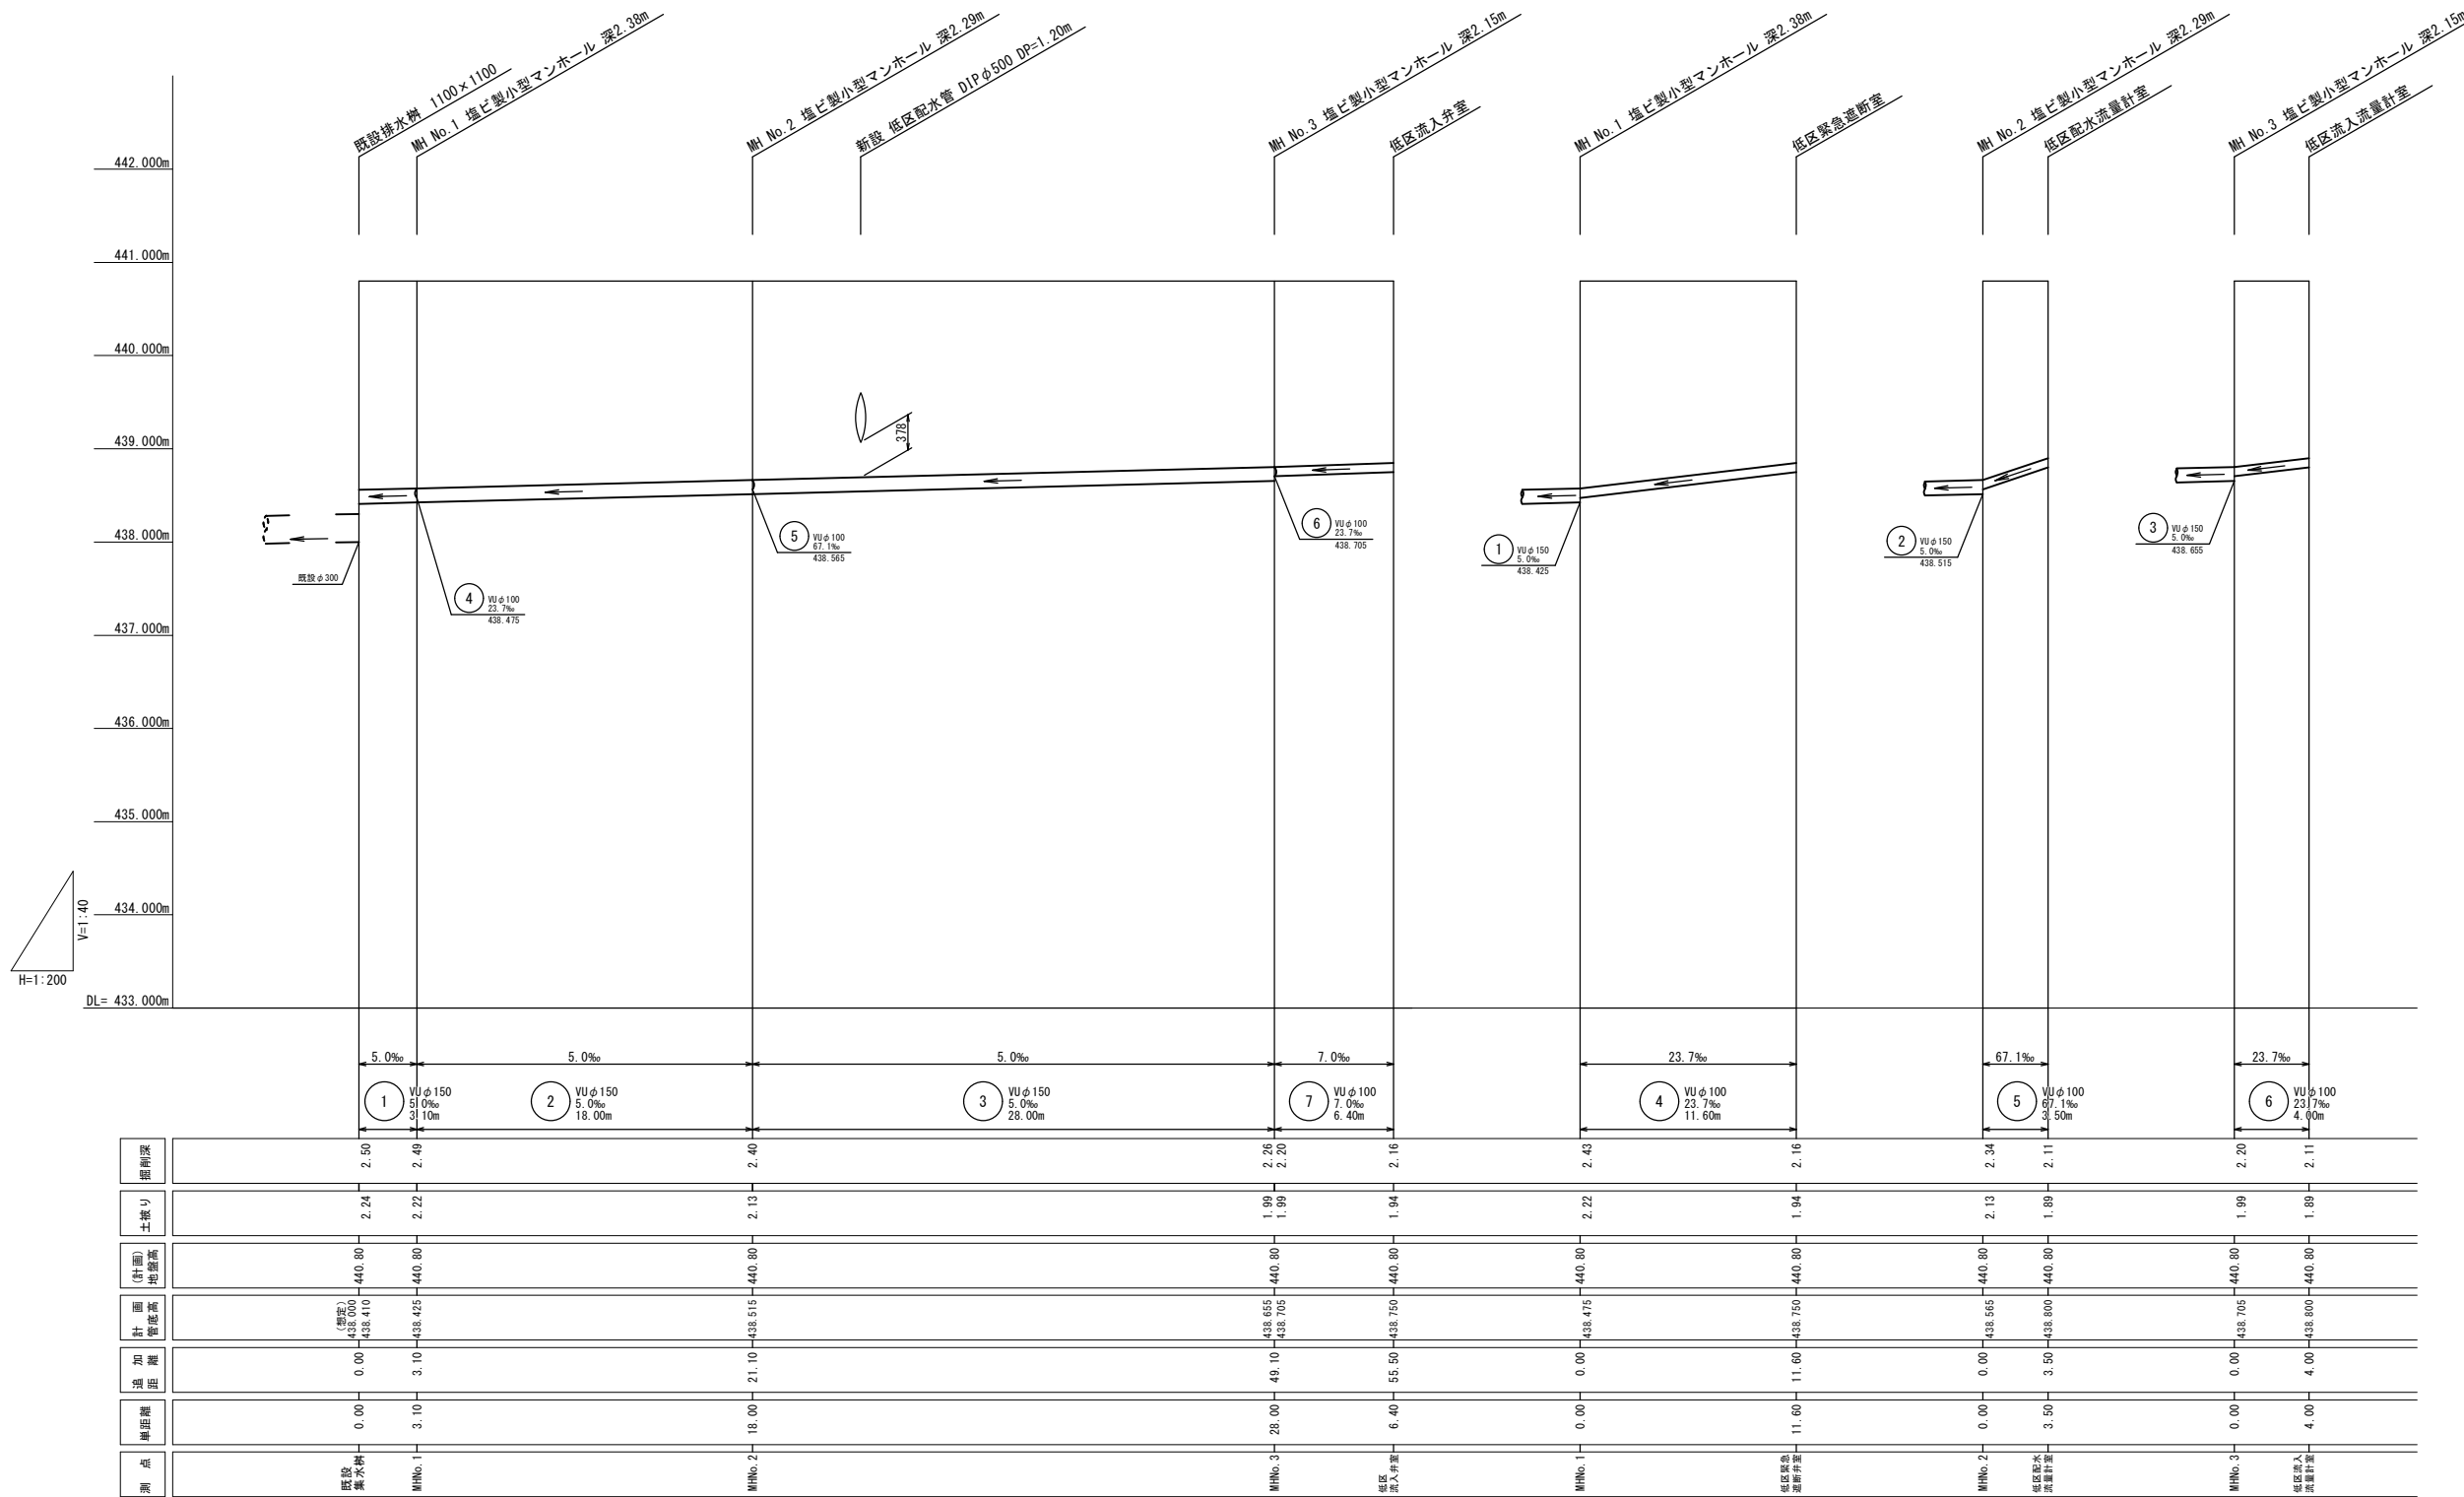 既設排水桝 1100×1100
MH No.1 塩ビ製小型マンホール 深2.38m
MH No.2 塩ビ製小型マンホール 深2.29m
新設 低区配水管 DIPφ500 DP=1.20m
MH No.3 塩ビ製小型マンホール 深2.15m
低区流入弁室
MH No.1 塩ビ製小型マンホール 深2.38m
低区緊急遮断室
MH No.2 塩ビ製小型マンホール 深2.29m
低区配水流量計室
MH No.3 塩ビ製小型マンホール 深2.15m
低区流入流量計室
442.000m
441.000m
440.000m
439.000m
438.000m
437.000m
436.000m
435.000m
434.000m
DL= 433.000m
V=1:40
H=1:200
378
既設φ300
4 VUφ100
23.7‰
438.475
5 VUφ100
67.1‰
438.565
6 VUφ100
23.7‰
438.705
1 VUφ150
5.0‰
438.425
2 VUφ150
5.0‰
438.515
3 VUφ150
5.0‰
438.655
5.0‰ 5.0‰ 5.0‰ 7.0‰ 23.7‰ 67.1‰ 23.7‰
1 VUφ150
5.0‰
3.10m
2 VUφ150
5.0‰
18.00m
3 VUφ150
5.0‰
28.00m
7 VUφ100
7.0‰
6.40m
4 VUφ100
23.7‰
11.60m
5 VUφ100
67.1‰
3.50m
6 VUφ100
23.7‰
4.00m
掘削深 2.50 2.49 2.40 2.26 2.20 2.16 2.43 2.16 2.34 2.11 2.20 2.11
土被り 2.24 2.22 2.13 1.99 1.99 1.94 2.22 1.94 2.13 1.89 1.99 1.89
(計画)
地盤高 440.80 440.80 440.80 440.80 440.80 440.80 440.80 440.80 440.80 440.80 440.80
計画
管底高 (想定)
438.000 438.410 438.425 438.515 438.655 438.705 438.750 438.475 438.750 438.565 438.800 438.705 438.800
追加
距離 0.00 3.10 21.10 49.10 55.50 0.00 11.60 0.00 3.50 0.00 4.00
単距離 0.00 3.10 18.00 28.00 6.40 0.00 11.60 0.00 3.50 0.00 4.00
測点 既設
集水桝 MHNo.1 MHNo.2 MHNo.3 低区
流入弁室 MHNo.1 低区緊急
遮断弁室 MHNo.2 低区配水
流量計室 MHNo.3 低区流入
流量計室